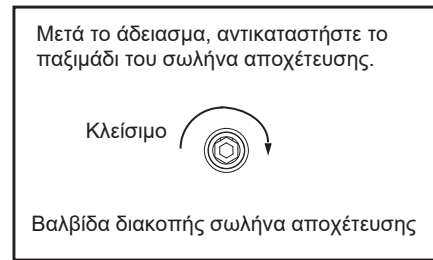 Μετά το άδειασμα, αντικαταστήστε το
παξιμάδι του σωλήνα αποχέτευσης.
Κλείσιμο
Βαλβίδα διακοπής σωλήνα αποχέτευσης